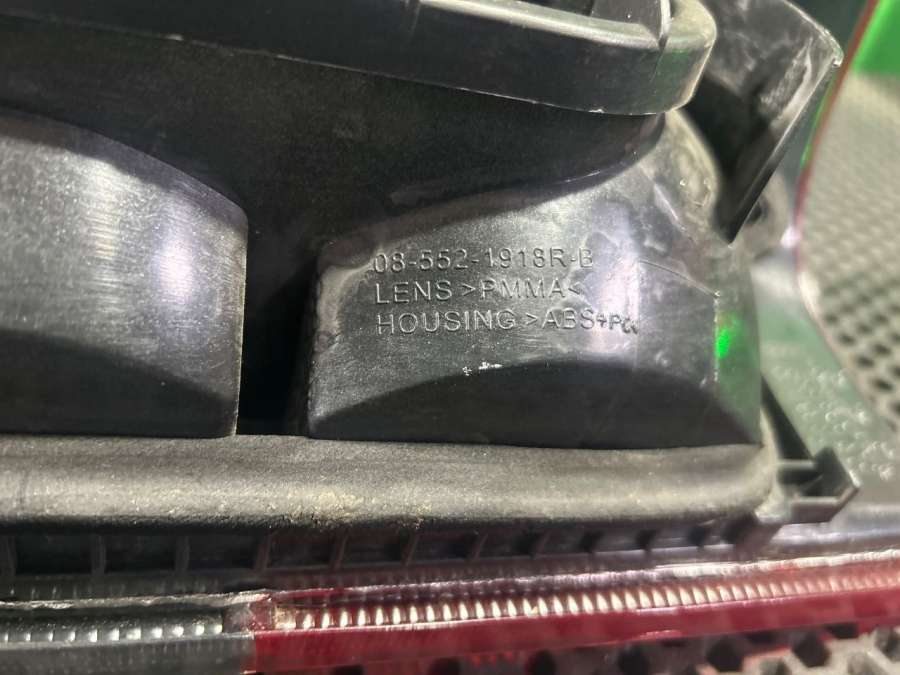 08-552-1918R-B
LENS >PMMA<
HOUSING >ABS+PC<